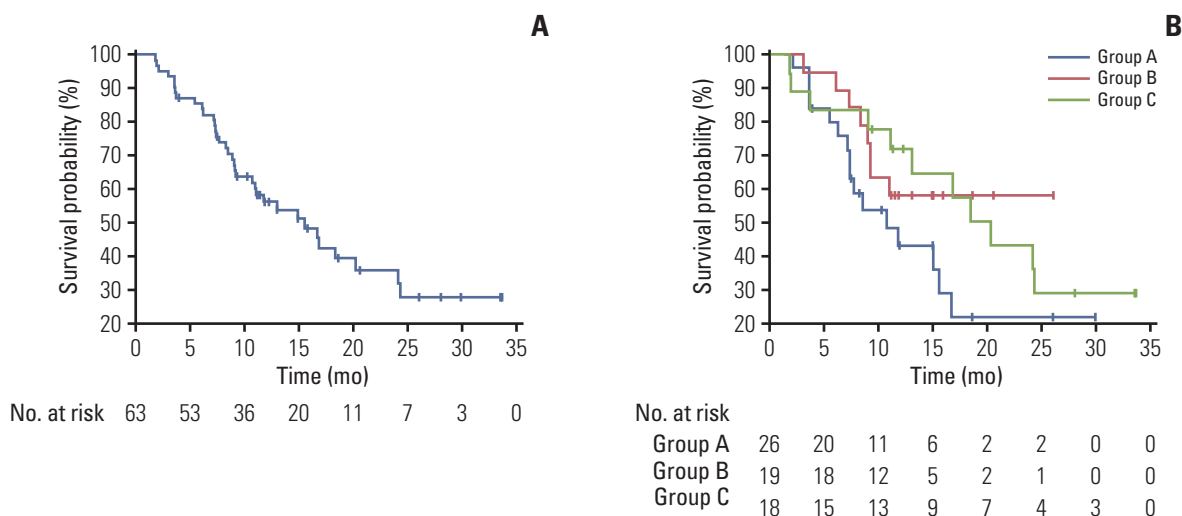 A
Survival probability (%)
100
90
80
70
60
50
40
30
20
0 5 10 15 20 25 30 35
Time (mo)
No. at risk 63 53 36 20 11 7 3 0
B
Survival probability (%)
100
90
80
70
60
50
40
30
20
Group A
Group B
Group C
0 5 10 15 20 25 30 35
Time (mo)
No. at risk
Group A 26 20 11 6 2 2 0 0
Group B 19 18 12 5 2 1 0 0
Group C 18 15 13 9 7 4 3 0